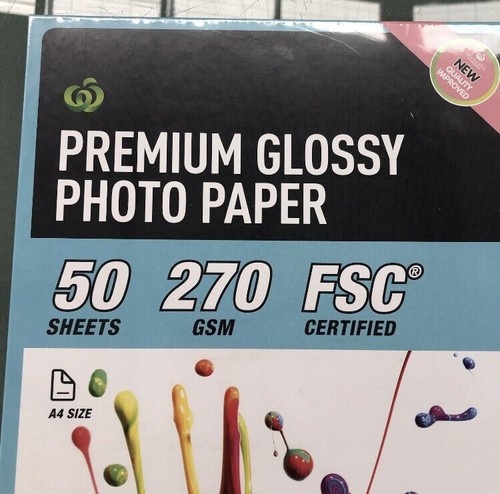 NEW
QUALITY
IMPROVED
PREMIUM GLOSSY
PHOTO PAPER
50 270 FSC®
SHEETS GSM CERTIFIED
A4 SIZE